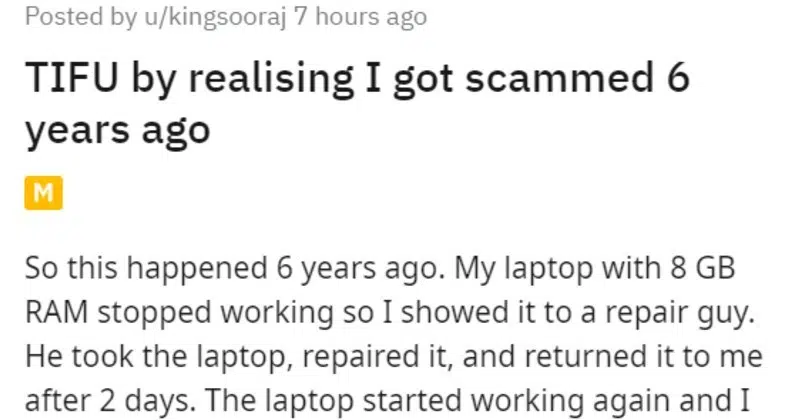 Posted by u/kingsooraj 7 hours ago
TIFU by realising I got scammed 6
years ago
M
So this happened 6 years ago. My laptop with 8 GB
RAM stopped working so I showed it to a repair guy.
He took the laptop, repaired it, and returned it to me
after 2 days. The laptop started working again and I